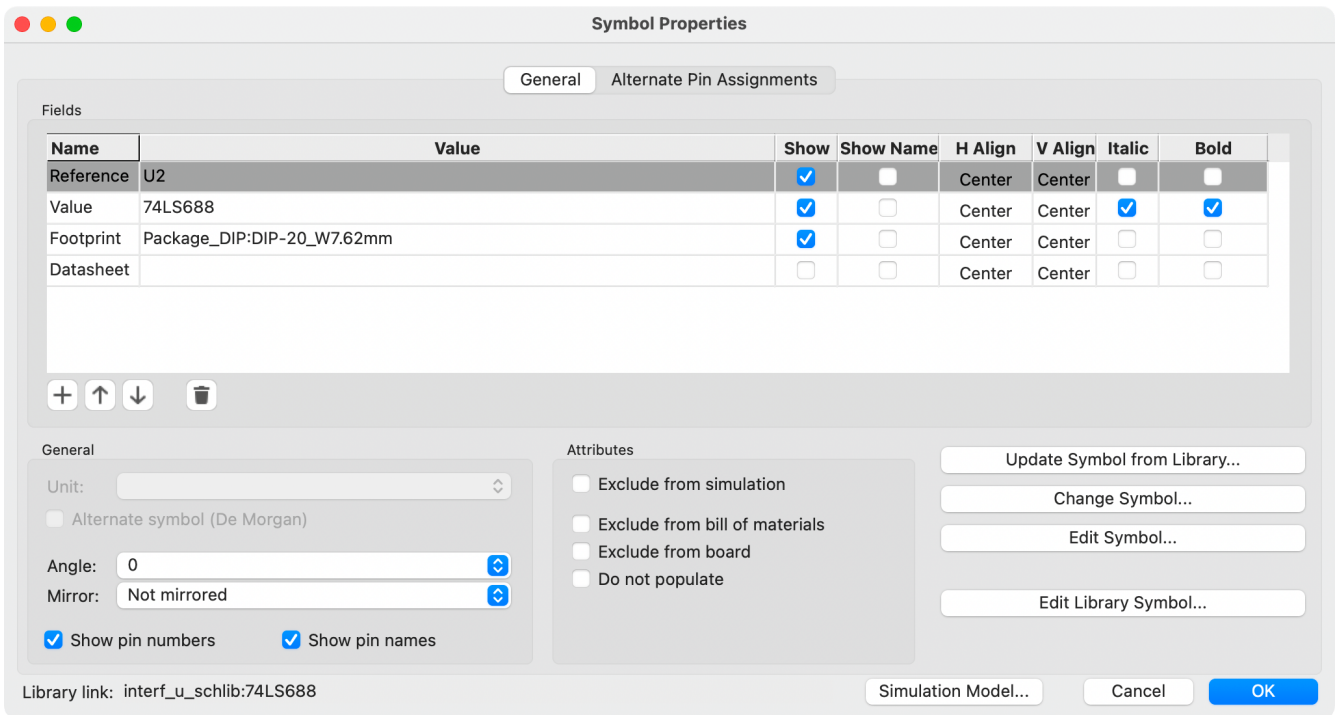 Symbol Properties
General Alternate Pin Assignments
Fields
Name Value Show Show Name H Align V Align Italic Bold
Reference U2 Center Center
Value 74LS688 Center Center
Footprint Package_DIP:DIP-20_W7.62mm Center Center
Datasheet Center Center
General
Unit:
Alternate symbol (De Morgan)
Angle: 0
Mirror: Not mirrored
Show pin numbers Show pin names
Attributes
Exclude from simulation
Exclude from bill of materials
Exclude from board
Do not populate
Update Symbol from Library...
Change Symbol...
Edit Symbol...
Edit Library Symbol...
Library link: interf_u_schlib:74LS688
Simulation Model... Cancel OK